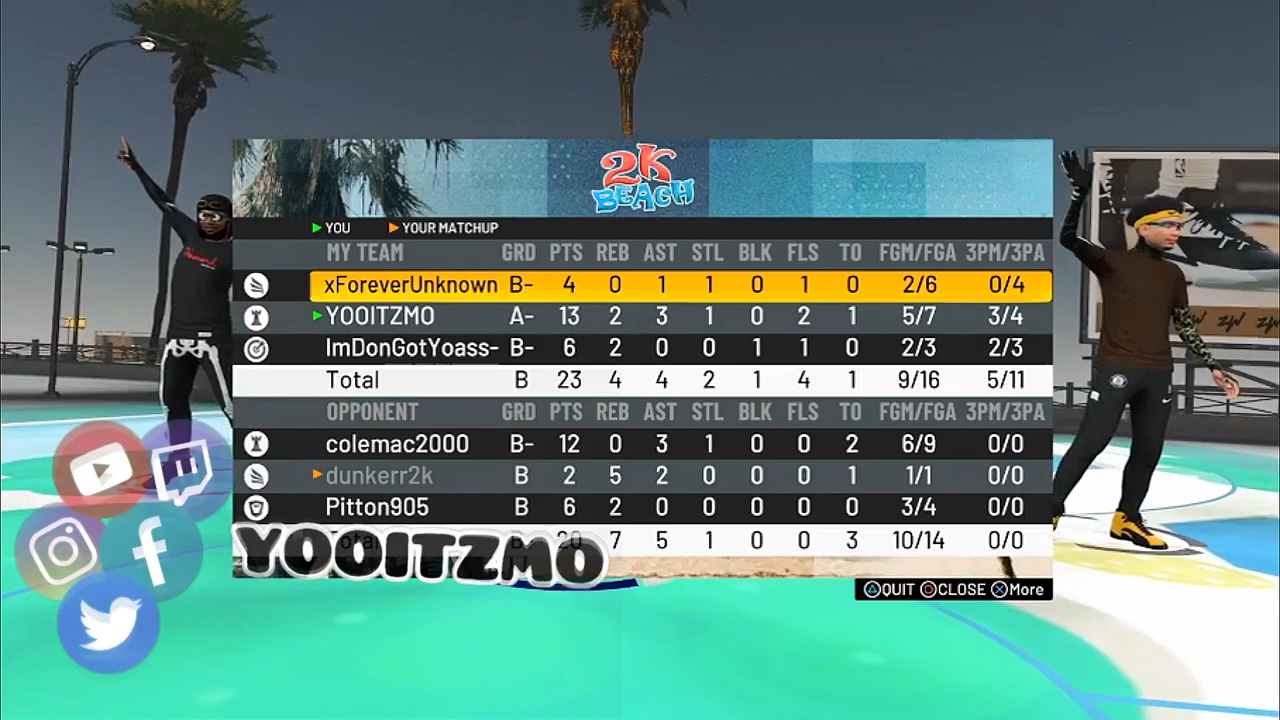 2K
BEACH
YOU YOUR MATCHUP
MY TEAM GRD PTS REB AST STL BLK FLS TO FGM/FGA 3PM/3PA
xForeverUnknown B- 4 0 1 1 0 1 0 2/6 0/4
YOOITZMO A- 13 2 3 1 0 2 1 5/7 3/4
ImDonGotYoass- B- 6 2 0 0 1 1 0 2/3 2/3
Total B 23 4 4 2 1 4 1 9/16 5/11
OPPONENT GRD PTS REB AST STL BLK FLS TO FGM/FGA 3PM/3PA
colemac2000 B- 12 0 3 1 0 0 2 6/9 0/0
dunkerr2k B 2 5 2 0 0 0 1 1/1 0/0
Pitton905 B 6 2 0 0 0 0 0 3/4 0/0
Total B 20 7 5 1 0 0 3 10/14 0/0
YOOITZMO
QUIT CLOSE More